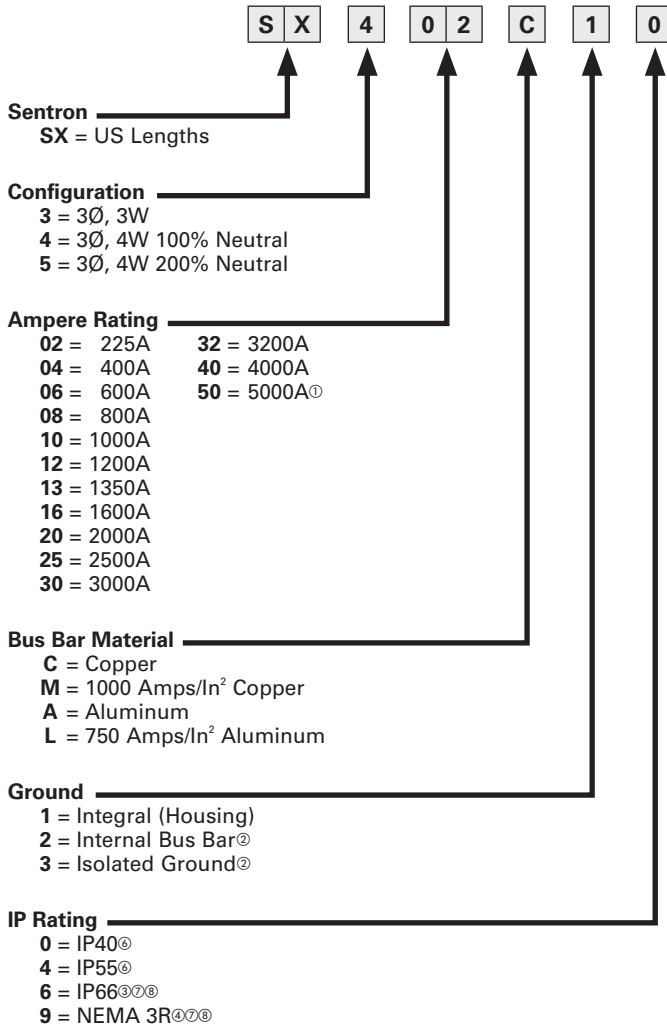 S X 4 0 2 C 1 0
Sentron
SX = US Lengths
Configuration
3 = 3Ø, 3W
4 = 3Ø, 4W 100% Neutral
5 = 3Ø, 4W 200% Neutral
Ampere Rating
02 = 225A 32 = 3200A
04 = 400A 40 = 4000A
06 = 600A 50 = 5000A①
08 = 800A
10 = 1000A
12 = 1200A
13 = 1350A
16 = 1600A
20 = 2000A
25 = 2500A
30 = 3000A
Bus Bar Material
C = Copper
M = 1000 Amps/In² Copper
A = Aluminum
L = 750 Amps/In² Aluminum
Ground
1 = Integral (Housing)
2 = Internal Bus Bar②
3 = Isolated Ground②
IP Rating
0 = IP40⑥
4 = IP55⑥
6 = IP66③⑦⑧
9 = NEMA 3R④⑦⑧